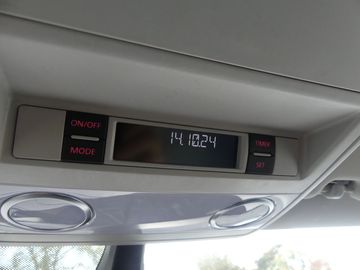 ON/OFF
MODE
14.10.24
TIMER
SET